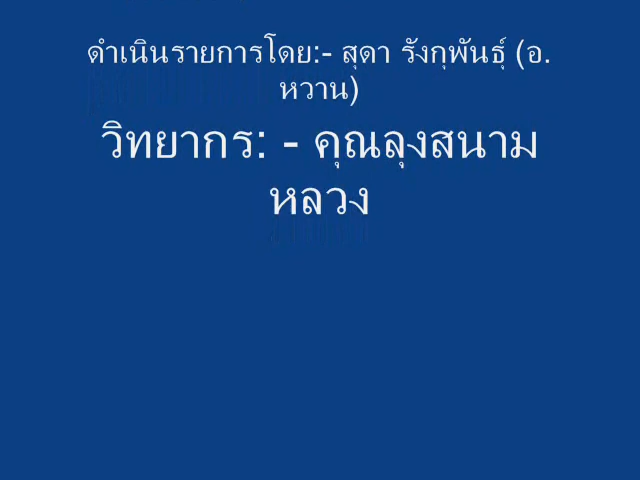 ดำเนินรายการโดย:- สุดา รังกุพันธุ์ (อ.
หวาน)
วิทยากร: - คุณลุงสนาม
หลวง